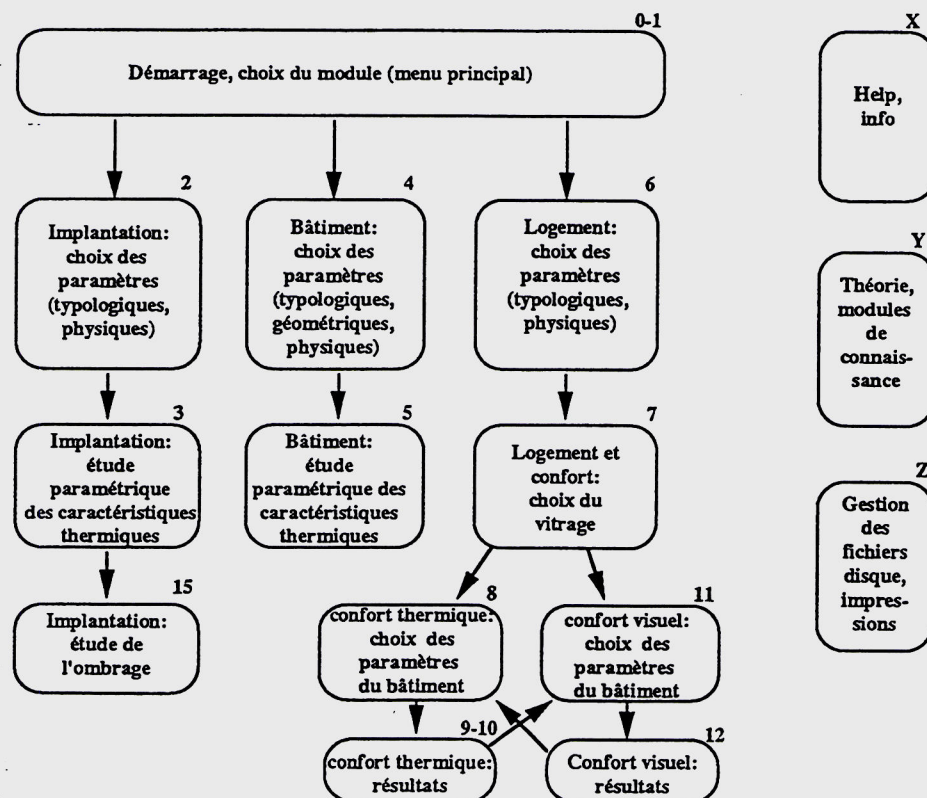 0-1
Démarrage, choix du module (menu principal)
X
Help,
info
2
Implantation:
choix des
paramètres
(typologiques,
physiques)
4
Bâtiment:
choix des
paramètres
(typologiques,
géométriques,
physiques)
6
Logement:
choix des
paramètres
(typologiques,
physiques)
Y
Théorie,
modules
de
connais-
sance
3
Implantation:
étude
paramétrique
des caractéristiques
thermiques
5
Bâtiment:
étude
paramétrique des
caractéristiques
thermiques
7
Logement et
confort:
choix du
vitrage
Z
Gestion
des
fichiers
disque,
impres-
sions
15
Implantation:
étude de
l'ombrage
8
confort thermique:
choix des
paramètres
du bâtiment
11
confort visuel:
choix des
paramètres
du bâtiment
9-10
confort thermique:
résultats
12
Confort visuel:
résultats